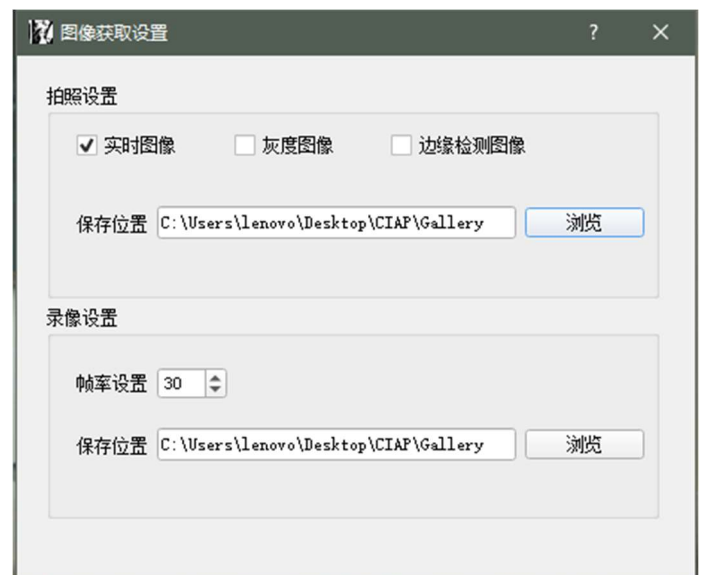 图像获取设置 ?
拍照设置
实时图像 灰度图像 边缘检测图像
保存位置 C:\Users\lenovo\Desktop\CIAP\Gallery 浏览
录像设置
帧率设置 30
保存位置 C:\Users\lenovo\Desktop\CIAP\Gallery 浏览